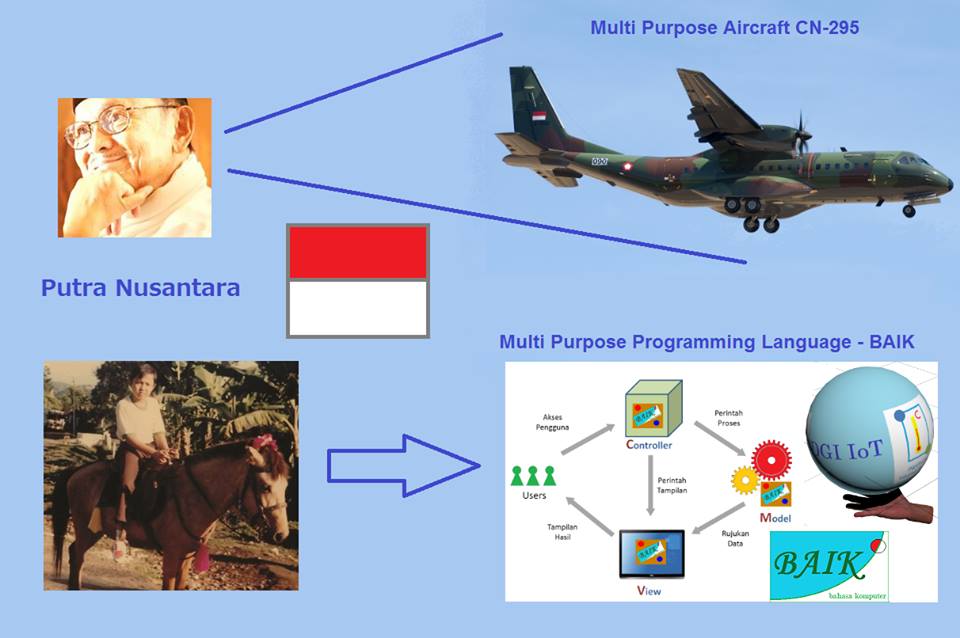 Multi Purpose Aircraft CN-295
Putra Nusantara
Multi Purpose Programming Language - BAIK
Akses
Pengguna
Controller
Perintah
Proses
OGI IoT
C
i
Users
Perintah
Tampilan
Model
Tampilan
Hasil
Rujukan
Data
View
BAIK
bahasa komputer
BAIK
BAIK
BAIK